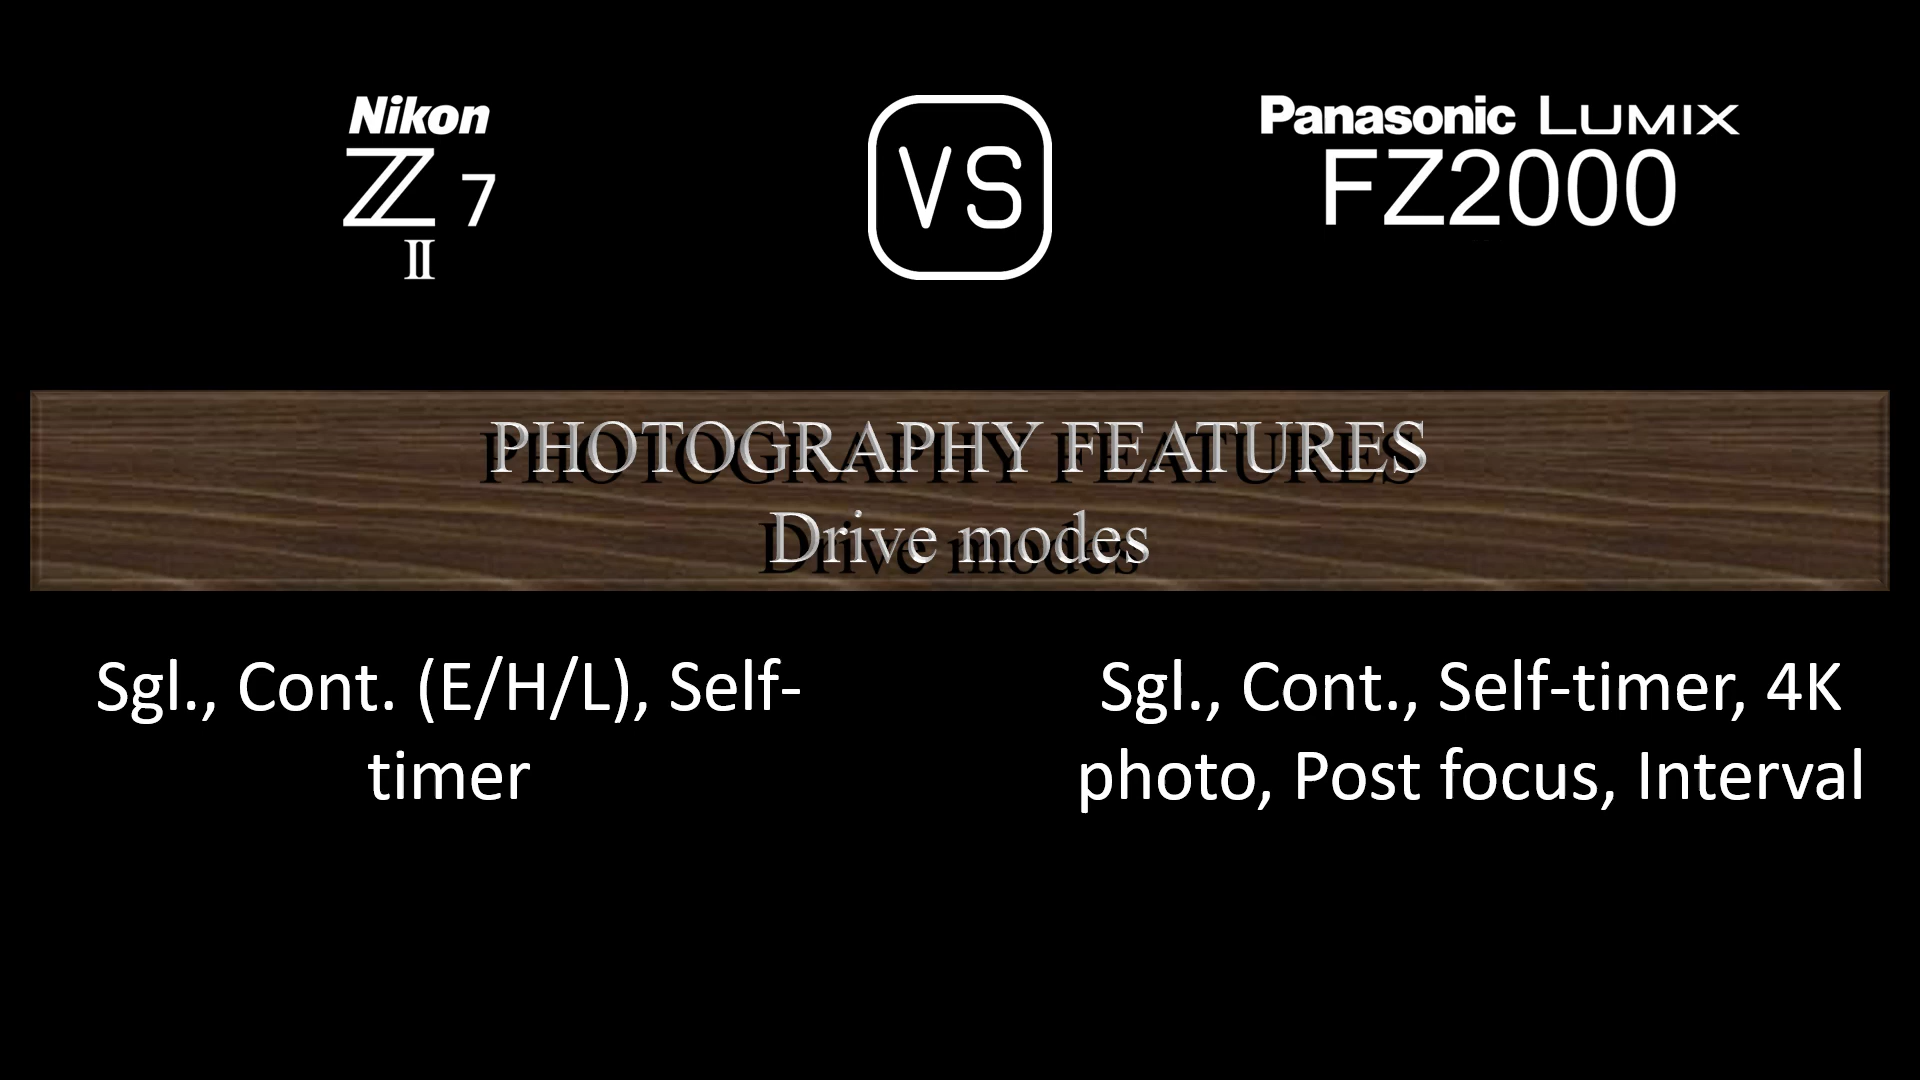 Nikon
Z 7
II
VS
Panasonic LUMIX
FZ2000
PHOTOGRAPHY FEATURES
Drive modes
Sgl., Cont. (E/H/L), Self-
timer
Sgl., Cont., Self-timer, 4K
photo, Post focus, Interval